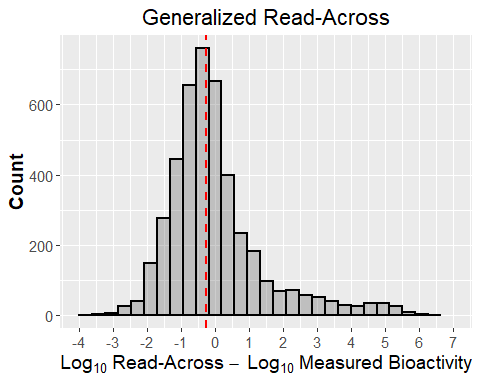 Generalized Read-Across
Count
600
400
200
0
-4 -3 -2 -1 0 1 2 3 4 5 6 7
Log₁₀ Read-Across − Log₁₀ Measured Bioactivity